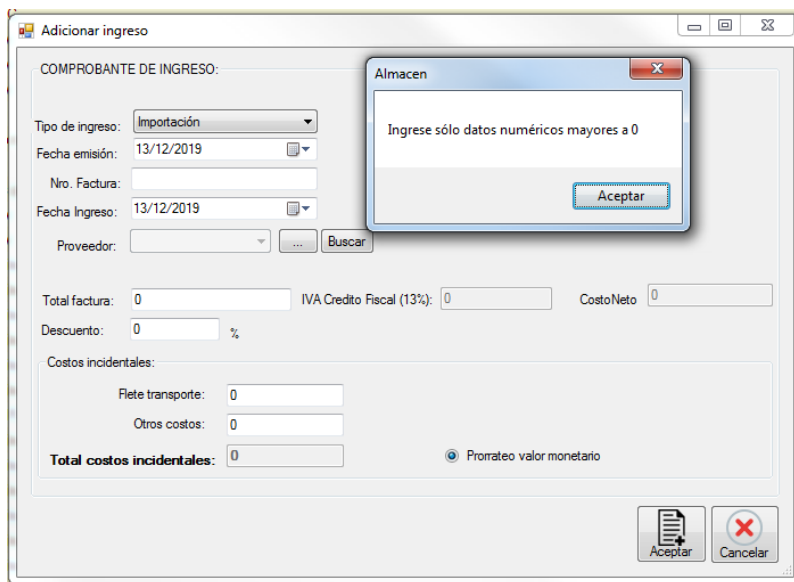 Adicionar ingreso
COMPROBANTE DE INGRESO:
Almacen
Ingrese sólo datos numéricos mayores a 0
Aceptar
Tipo de ingreso: Importación
Fecha emisión: 13/12/2019
Nro. Factura:
Fecha Ingreso: 13/12/2019
Proveedor: ... Buscar
Total factura: 0 IVA Credito Fiscal (13%): 0 CostoNeto 0
Descuento: 0 %
Costos incidentales:
Flete transporte: 0
Otros costos: 0
Total costos incidentales: 0 Prorrateo valor monetario
Aceptar Cancelar